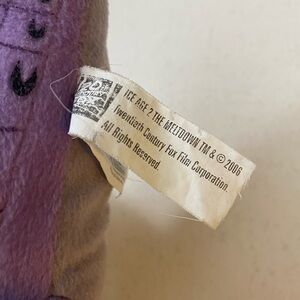 ICE AGE 2 THE MELTDOWN TM & © 2006
Twentieth Century Fox Film Corporation.
All Rights Reserved.